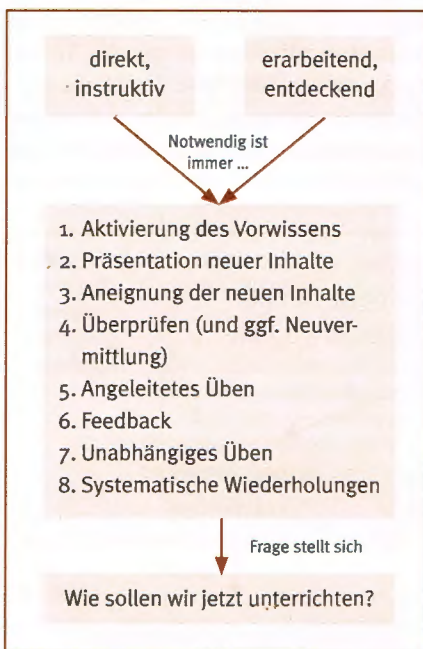 direkt,
instruktiv
erarbeitend,
entdeckend
Notwendig ist
immer ...
1. Aktivierung des Vorwissens
2. Präsentation neuer Inhalte
3. Aneignung der neuen Inhalte
4. Überprüfen (und ggf. Neuver-
mittlung)
5. Angeleitetes Üben
6. Feedback
7. Unabhängiges Üben
8. Systematische Wiederholungen
Frage stellt sich
Wie sollen wir jetzt unterrichten?